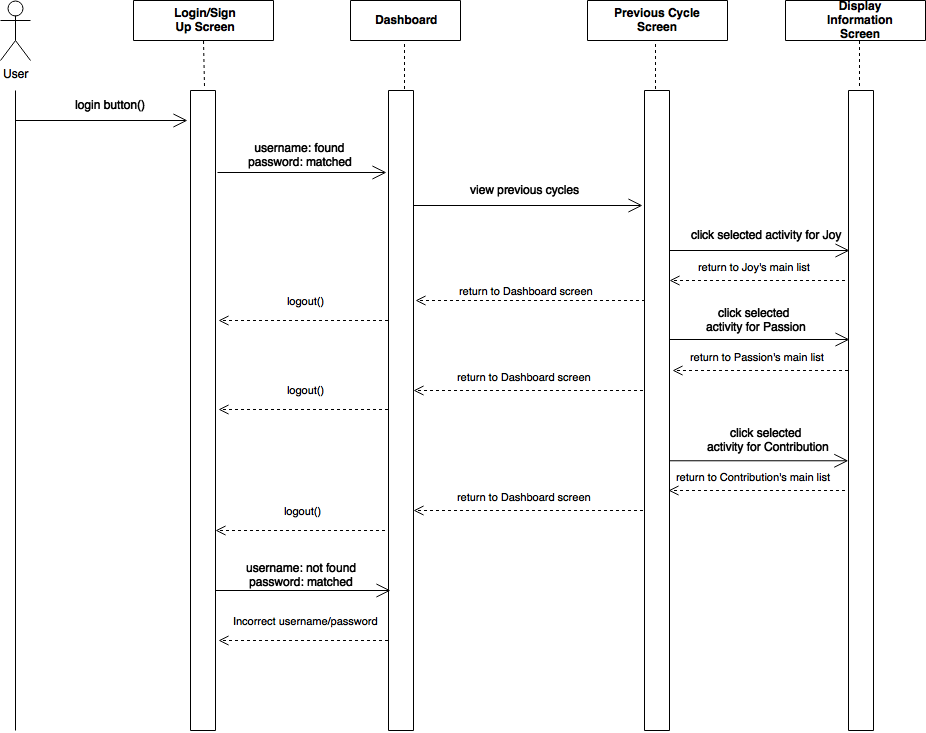 Login/Sign
Up Screen
Dashboard
Previous Cycle
Screen
Display
Information
Screen
User
login button()
username: found
password: matched
view previous cycles
click selected activity for Joy
return to Joy's main list
return to Dashboard screen
logout()
click selected
activity for Passion
return to Passion's main list
return to Dashboard screen
logout()
click selected
activity for Contribution
return to Contribution's main list
return to Dashboard screen
logout()
username: not found
password: matched
Incorrect username/password